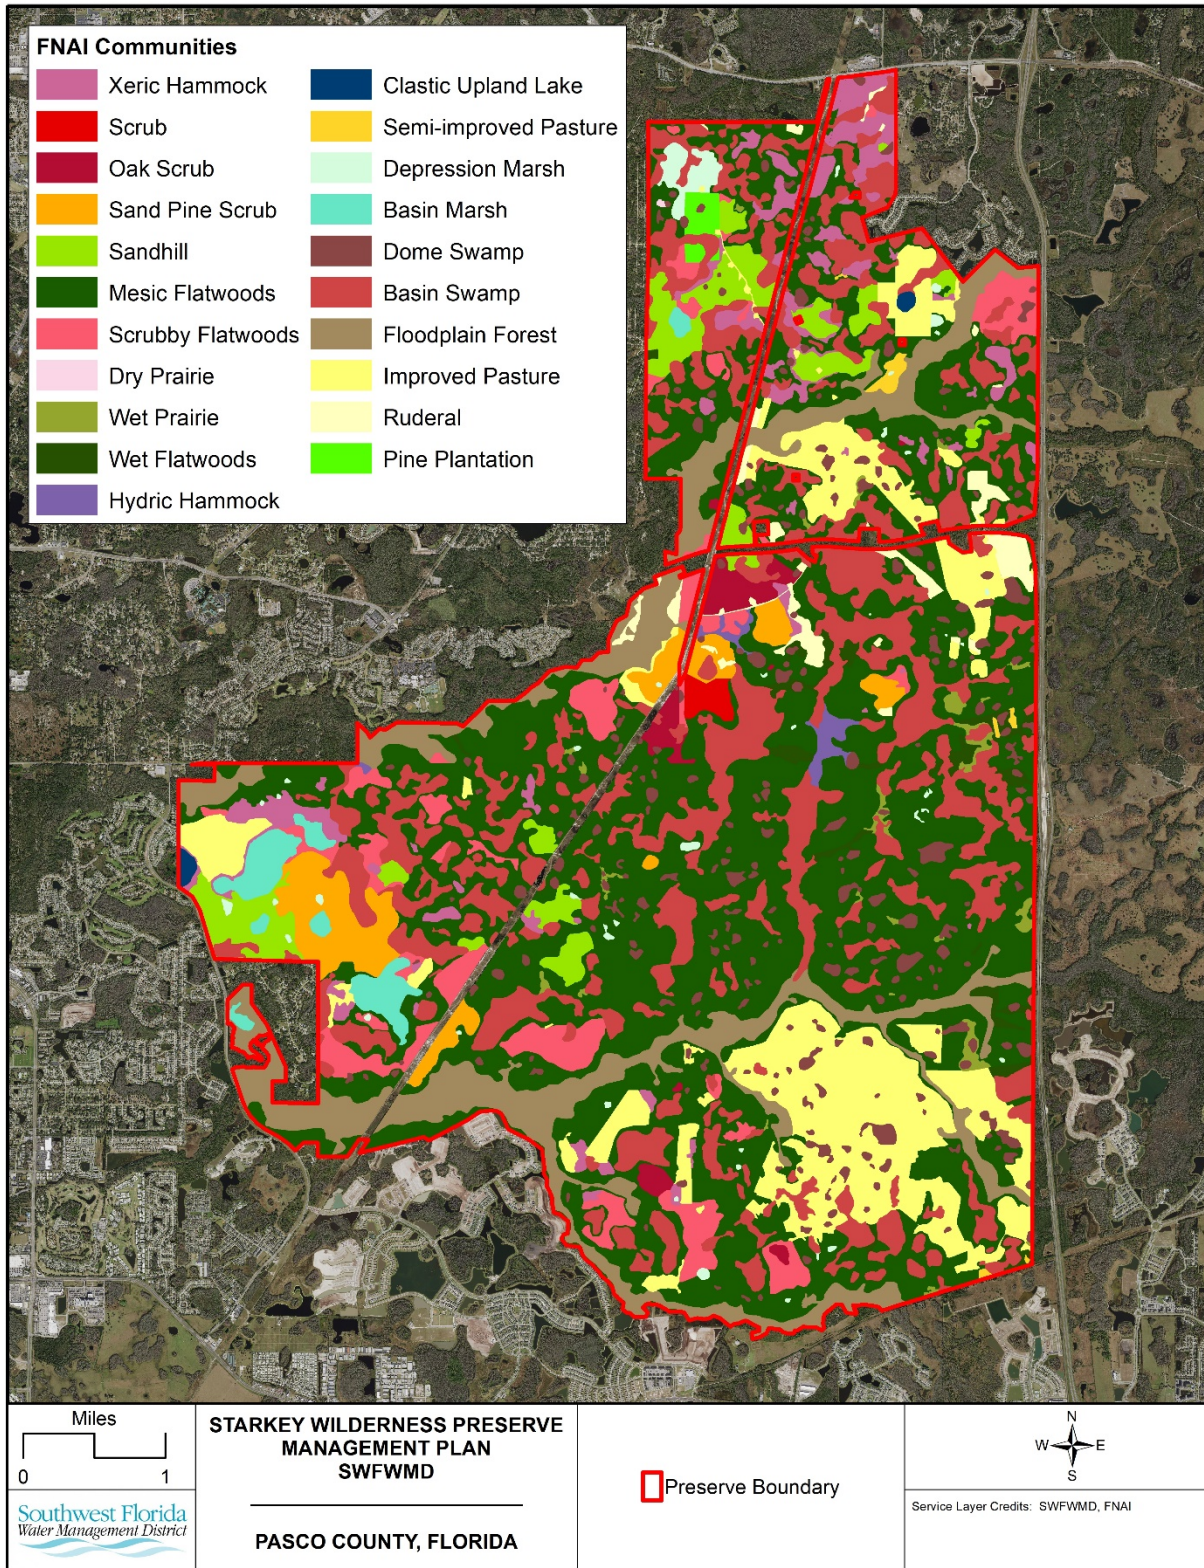 FNAI Communities
Xeric Hammock
Scrub
Oak Scrub
Sand Pine Scrub
Sandhill
Mesic Flatwoods
Scrubby Flatwoods
Dry Prairie
Wet Prairie
Wet Flatwoods
Hydric Hammock
Clastic Upland Lake
Semi-improved Pasture
Depression Marsh
Basin Marsh
Dome Swamp
Basin Swamp
Floodplain Forest
Improved Pasture
Ruderal
Pine Plantation
Miles
0 1
Southwest Florida
Water Management District
STARKEY WILDERNESS PRESERVE
MANAGEMENT PLAN
SWFWMD
PASCO COUNTY, FLORIDA
Preserve Boundary
N
W E
S
Service Layer Credits: SWFWMD, FNAI